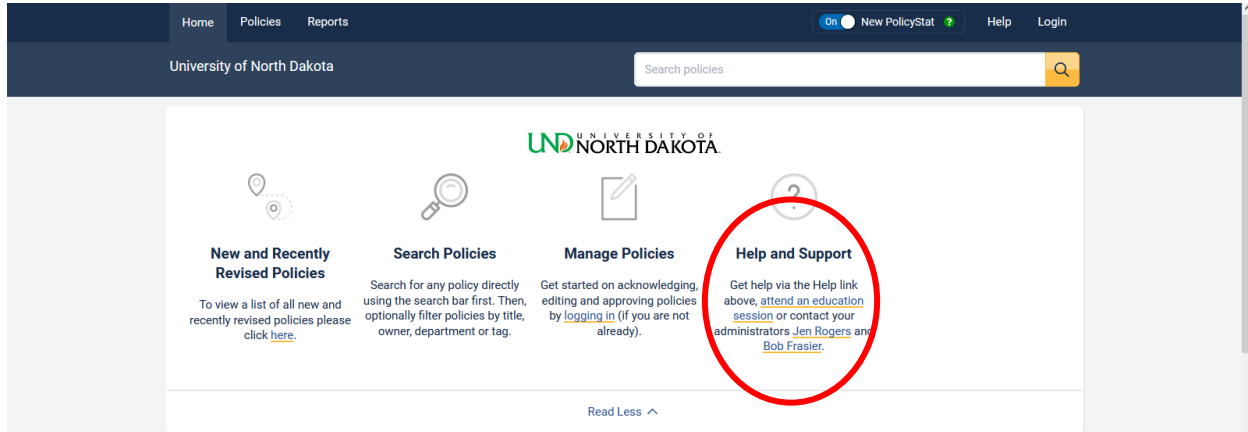 Home Policies Reports On New PolicyStat ? Help Login
University of North Dakota Search policies
UND UNIVERSITY OF
NORTH DAKOTA.
?
New and Recently
Revised Policies
To view a list of all new and
recently revised policies please
click here.
Search Policies
Search for any policy directly
using the search bar first. Then,
optionally filter policies by title,
owner, department or tag.
Manage Policies
Get started on acknowledging,
editing and approving policies
by logging in (if you are not
already).
Help and Support
Get help via the Help link
above, attend an education
session or contact your
administrators Jen Rogers and
Bob Frasier.
Read Less